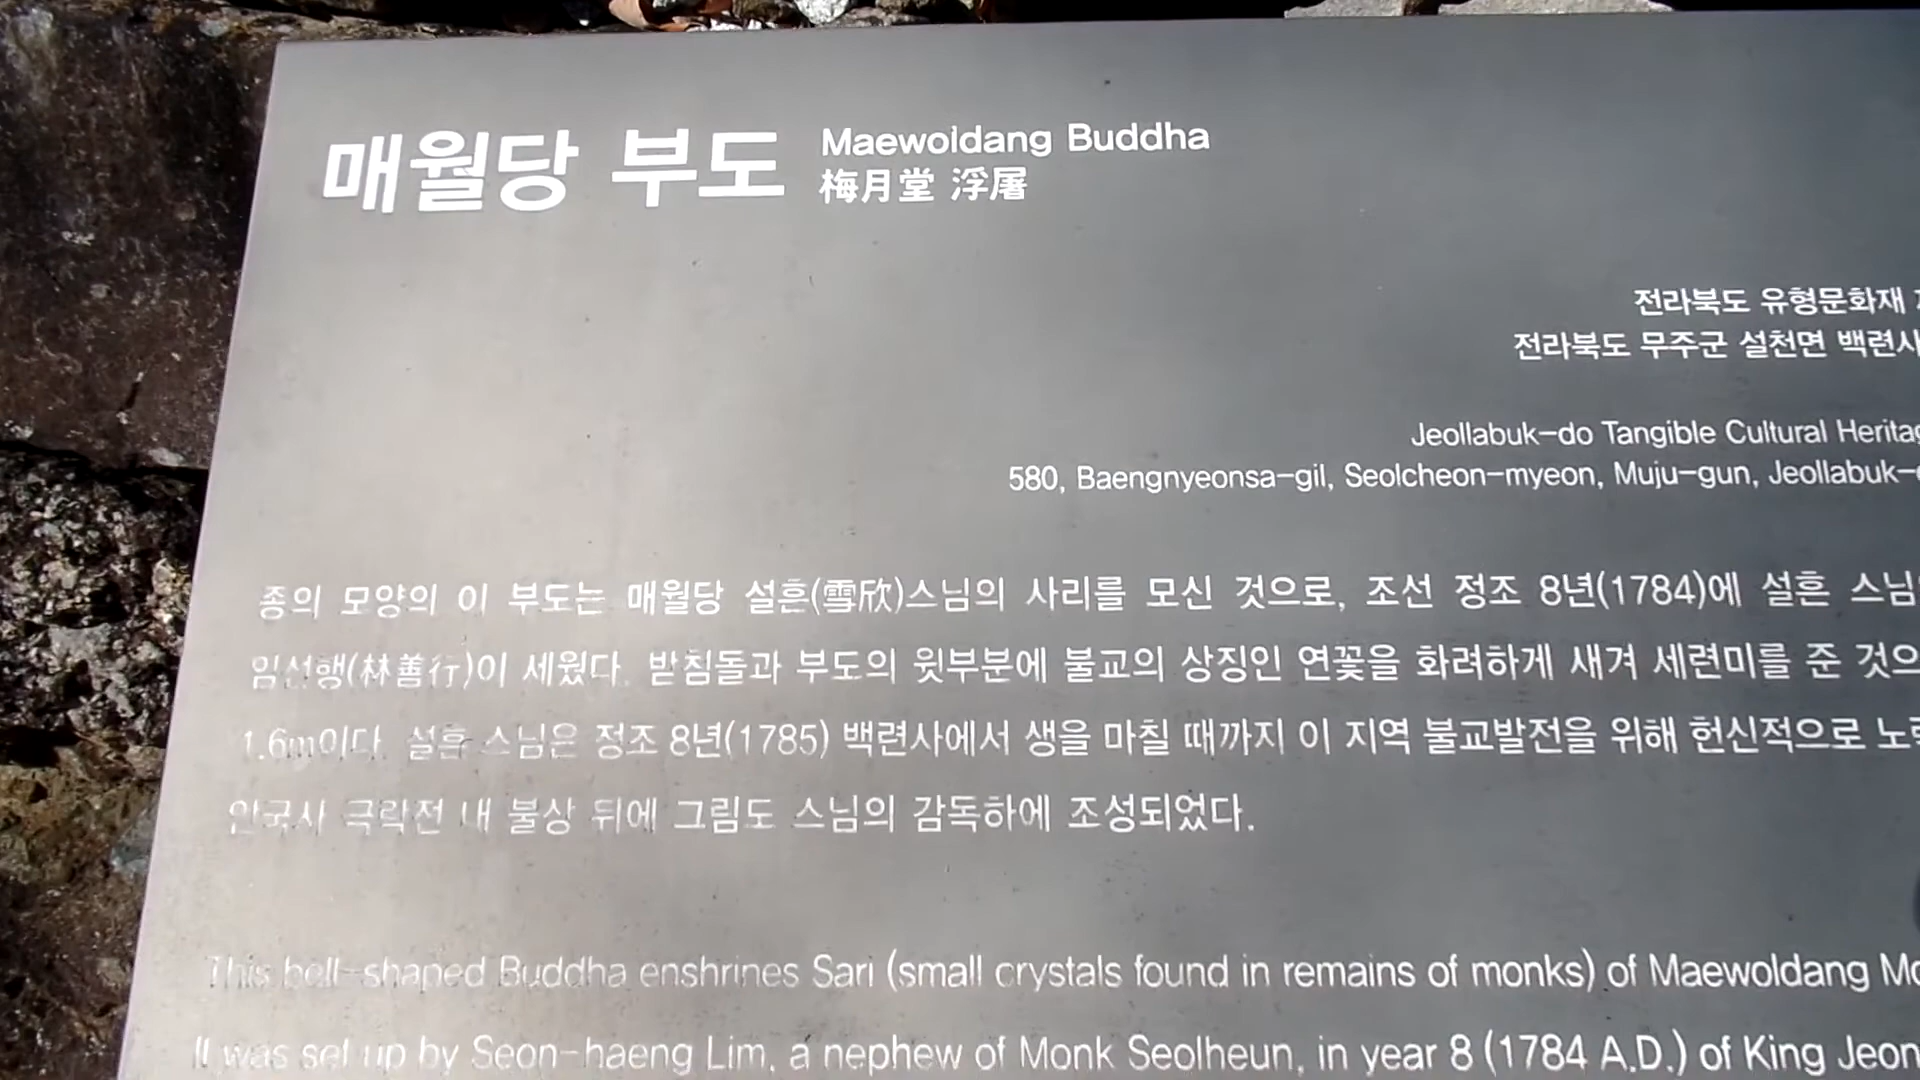 매월당 부도
Maewoldang Buddha
梅月堂 浮屠
전라북도 유형문화재
전라북도 무주군 설천면 백련사
Jeollabuk-do Tangible Cultural Heritag
580, Baengnyeonsa-gil, Seolcheon-myeon, Muju-gun, Jeollabuk-
종의 모양의 이 부도는 매월당 설흔(雪欣)스님의 사리를 모신 것으로, 조선 정조 8년(1784)에 설흔 스님
임선행(林善行)이 세웠다. 받침돌과 부도의 윗부분에 불교의 상징인 연꽃을 화려하게 새겨 세련미를 준 것으
1.6m이다. 설흔 스님은 정조 8년(1785) 백련사에서 생을 마칠 때까지 이 지역 불교발전을 위해 헌신적으로 노
안국사 극락전 내 불상 뒤에 그림도 스님의 감독하에 조성되었다.
This bell-shaped Buddha enshrines Sari (small crystals found in remains of monks) of Maewoldang Mo
It was set up by Seon-haeng Lim, a nephew of Monk Seolheun, in year 8 (1784 A.D.) of King Jeon